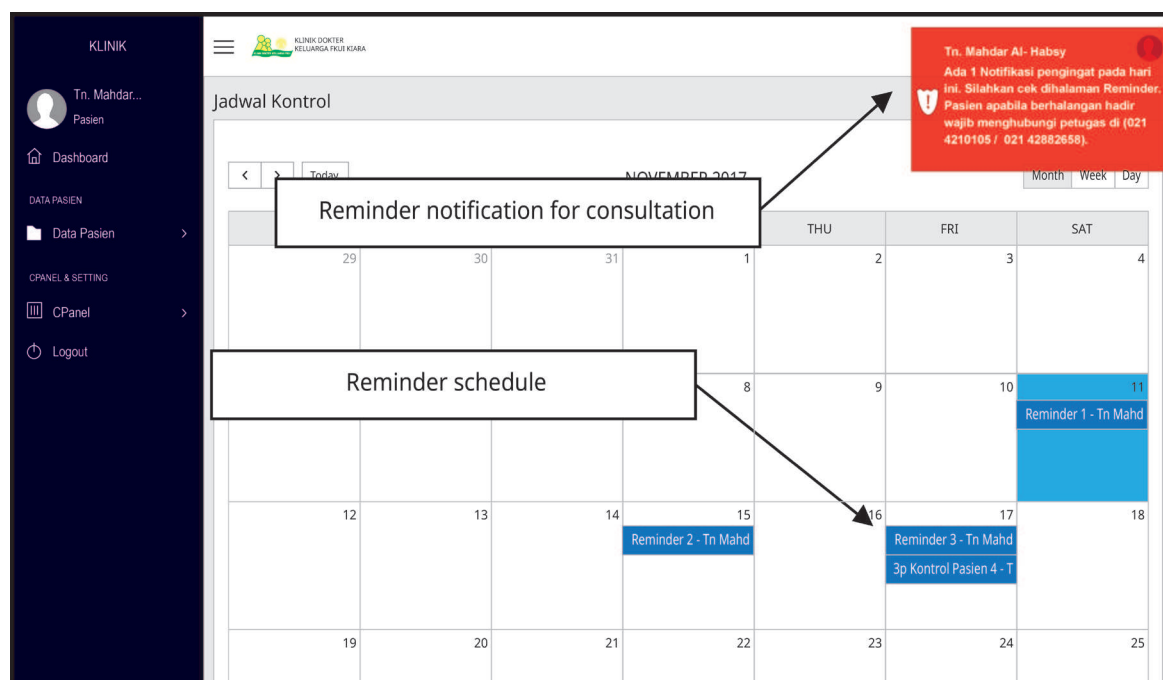 KLINIK
Tn. Mahdar...
Pasien
Dashboard
DATA PASIEN
Data Pasien
CPANEL & SETTING
CPanel
Logout
KLINIK DOKTER
KELUARGA FKUI KIARA
Tn. Mahdar Al- Habsy
Ada 1 Notifikasi pengingat pada hari
ini. Silahkan cek dihalaman Reminder.
Pasien apabila berhalangan hadir
wajib menghubungi petugas di (021
4210105 / 021 42882658).
Jadwal Kontrol
Today
NOVEMBER 2017
Month Week Day
Reminder notification for consultation
THU FRI SAT
29 30 31 1 2 3 4
Reminder schedule
8 9 10 11
Reminder 1 - Tn Mahd
12 13 14 15 16 17 18
Reminder 2 - Tn Mahd
Reminder 3 - Tn Mahd
3p Kontrol Pasien 4 - T
19 20 21 22 23 24 25